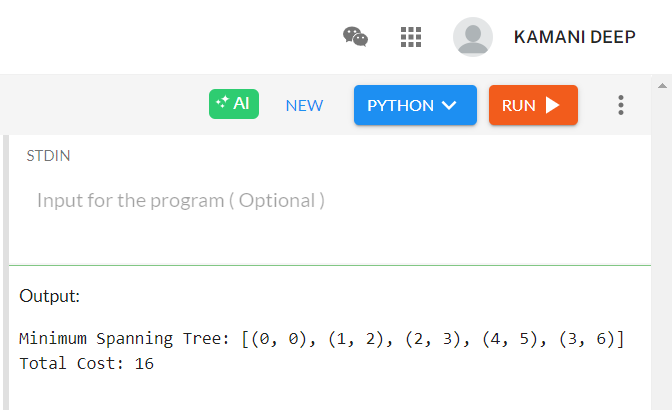 KAMANI DEEP
AI NEW PYTHON RUN
STDIN
Input for the program ( Optional )
Output:
Minimum Spanning Tree: [(0, 0), (1, 2), (2, 3), (4, 5), (3, 6)]
Total Cost: 16